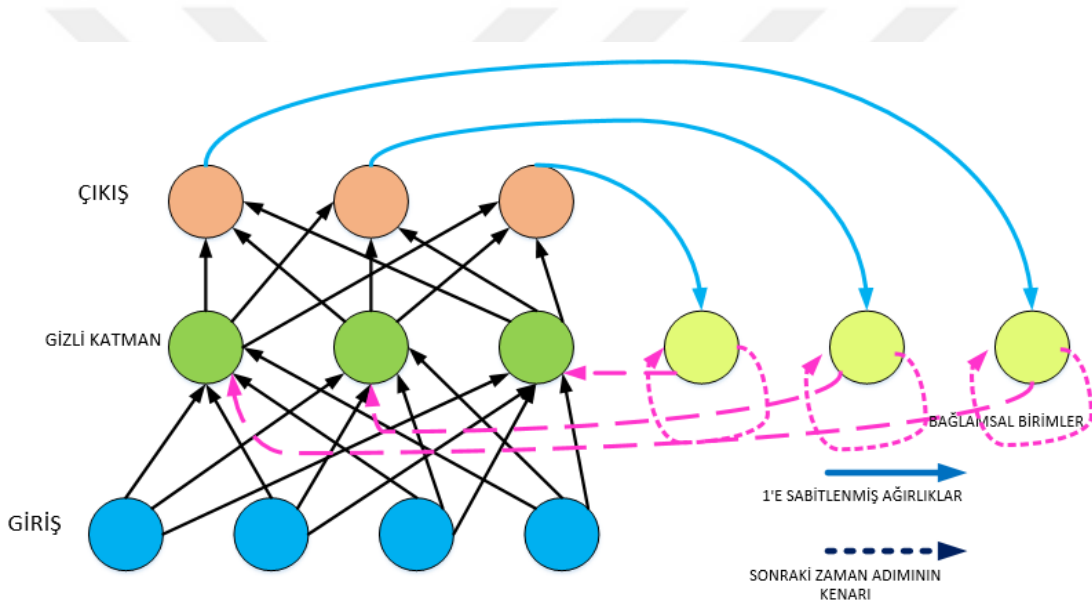 ÇIKIŞ
GİZLİ KATMAN
BAĞLAMSAL BİRİMLER
1'E SABİTLENMİŞ AĞIRLIKLAR
GİRİŞ
SONRAKİ ZAMAN ADIMININ
KENARI